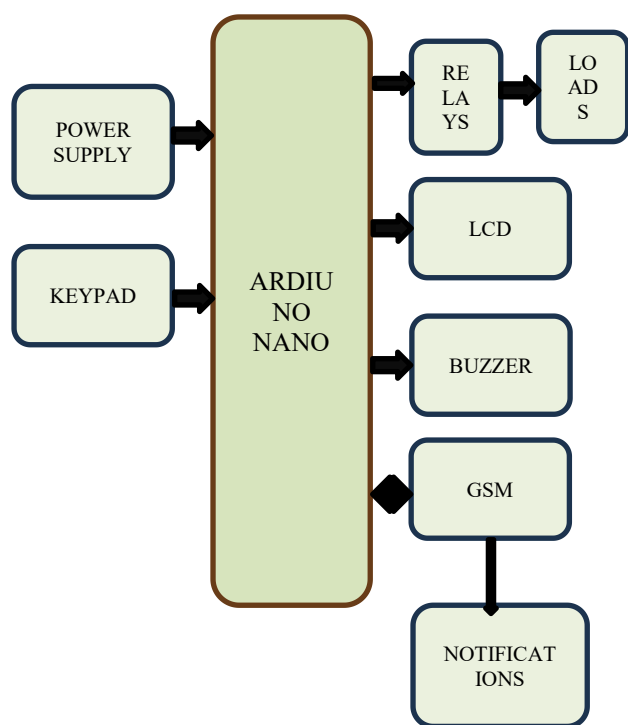 POWER
SUPPLY
KEYPAD
ARDIU
NO
NANO
RE
LA
YS
LO
AD
S
LCD
BUZZER
GSM
NOTIFICAT
IONS